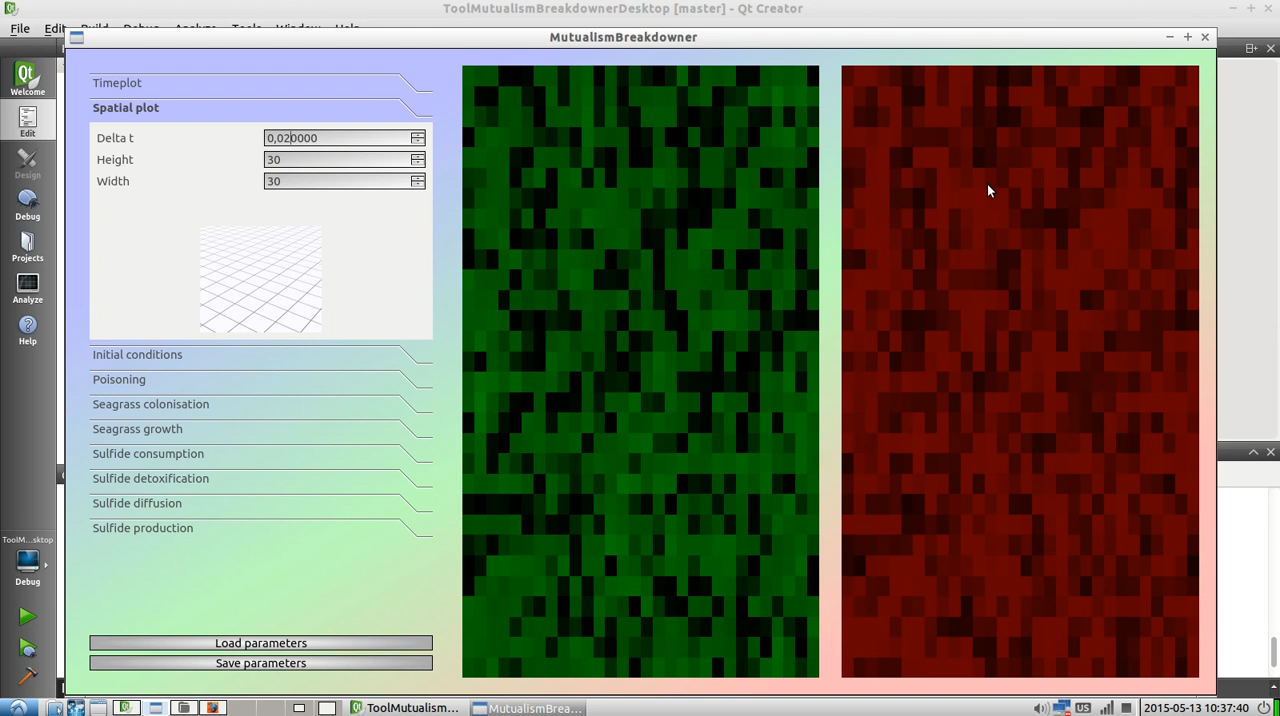 ToolMutualismBreakdownerDesktop [master] - Qt Creator
File
MutualismBreakdowner
Welcome
Edit
Design
Debug
Projects
Analyze
Help
ToolM...sktop
Debug
Timeplot
Spatial plot
Delta t 0,020000
Height 30
Width 30
Initial conditions
Poisoning
Seagrass colonisation
Seagrass growth
Sulfide consumption
Sulfide detoxification
Sulfide diffusion
Sulfide production
Load parameters
Save parameters
ToolMutualism... MutualismBrea... US 2015-05-13 10:37:40